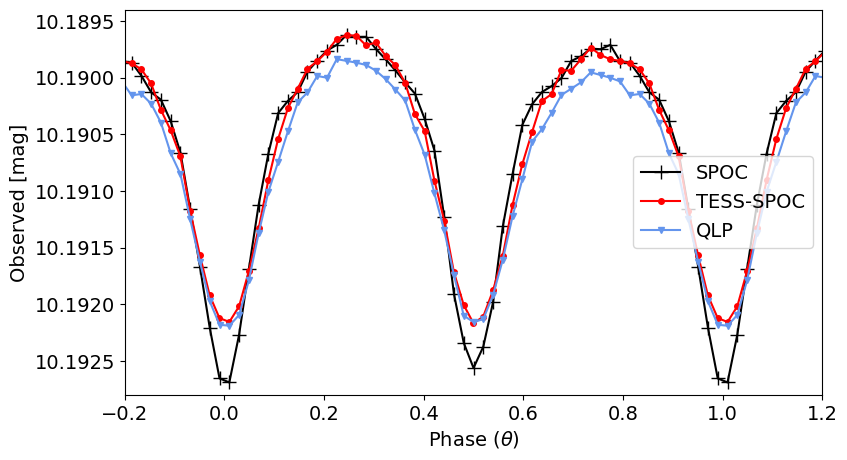 10.1895
10.1900
10.1905
10.1910
10.1915
10.1920
10.1925
Observed [mag]
SPOC
TESS-SPOC
QLP
−0.2 0.0 0.2 0.4 0.6 0.8 1.0 1.2
Phase (θ)